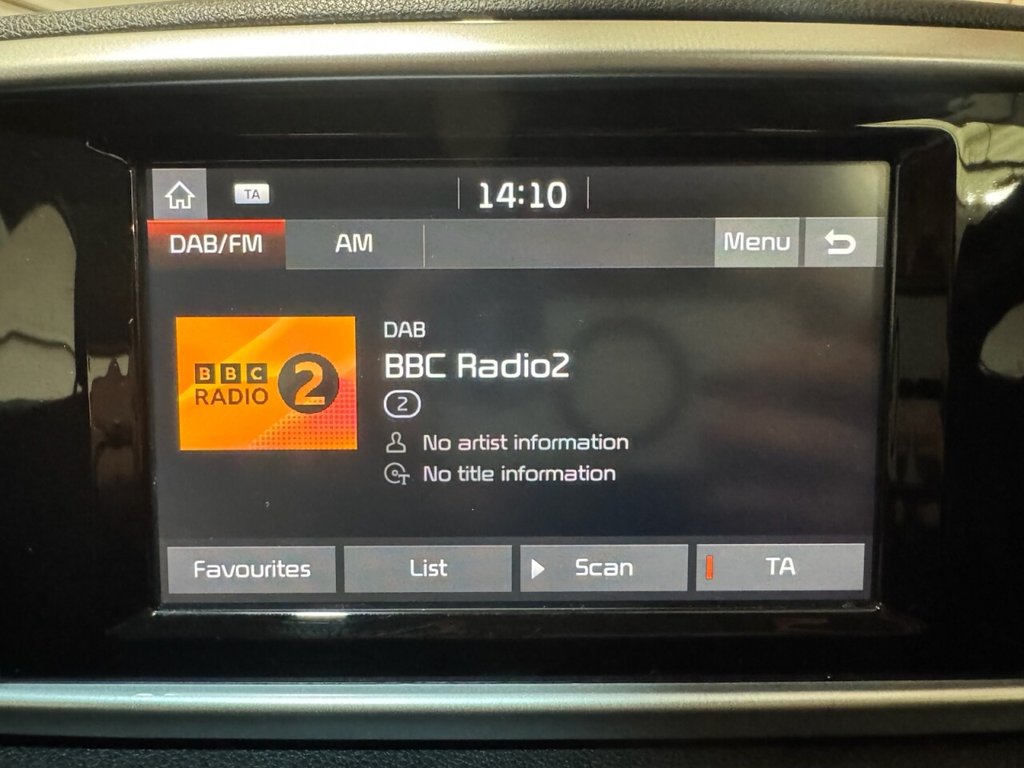 TA
14:10
DAB/FM
AM
Menu
BBC
RADIO
2
DAB
BBC Radio2
2
No artist information
T
No title information
Favourites
List
Scan
TA